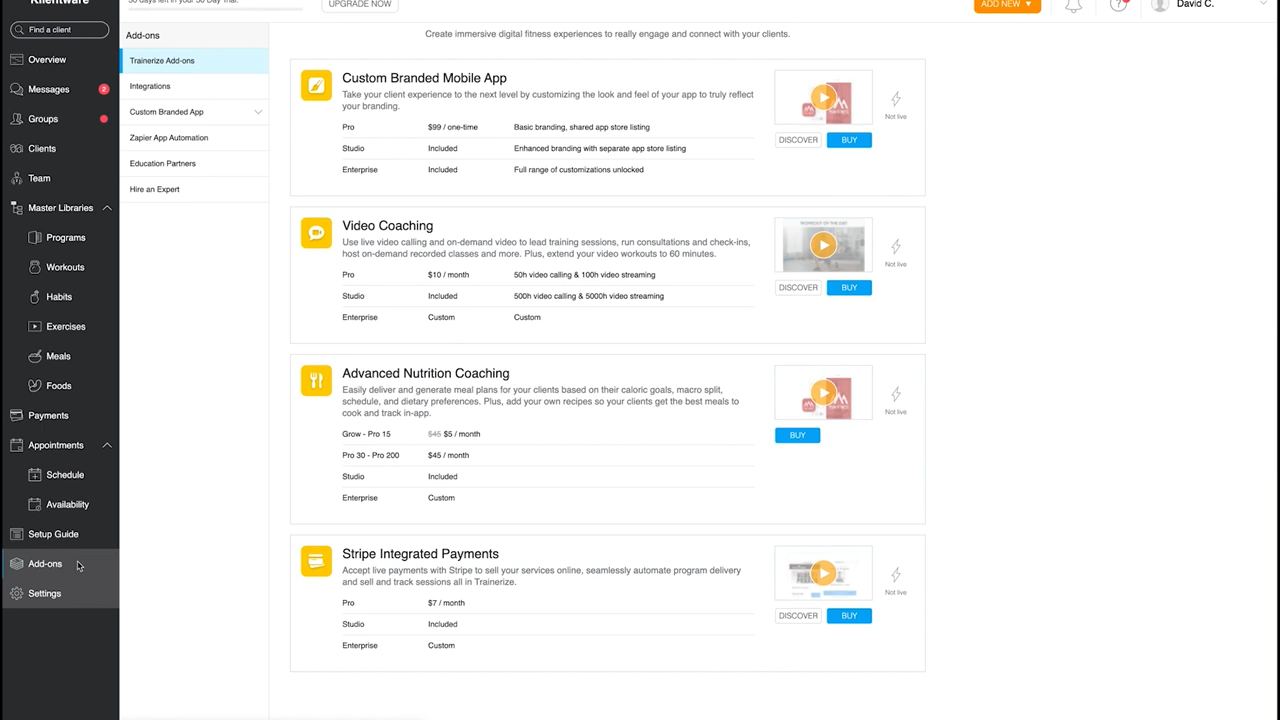 Klientware
Find a client
Overview
Messages 2
Groups
Clients
Team
Master Libraries
Programs
Workouts
Habits
Exercises
Meals
Foods
Payments
Appointments
Schedule
Availability
Setup Guide
Add-ons
Settings
30 days left in your 30 Day Trial.
UPGRADE NOW
ADD NEW
?
David C.
Add-ons
Trainerize Add-ons
Integrations
Custom Branded App
Zapier App Automation
Education Partners
Hire an Expert
Create immersive digital fitness experiences to really engage and connect with your clients.
Custom Branded Mobile App
Take your client experience to the next level by customizing the look and feel of your app to truly reflect
your branding.
Pro $99 / one-time Basic branding, shared app store listing
Studio Included Enhanced branding with separate app store listing
Enterprise Included Full range of customizations unlocked
Not live
DISCOVER BUY
Video Coaching
Use live video calling and on-demand video to lead training sessions, run consultations and check-ins,
host on-demand recorded classes and more. Plus, extend your video workouts to 60 minutes.
Pro $10 / month 50h video calling & 100h video streaming
Studio Included 500h video calling & 5000h video streaming
Enterprise Custom Custom
WORKOUT OF THE DAY
Not live
DISCOVER BUY
Advanced Nutrition Coaching
Easily deliver and generate meal plans for your clients based on their caloric goals, macro split,
schedule, and dietary preferences. Plus, add your own recipes so your clients get the best meals to
cook and track in-app.
Grow - Pro 15 $45 $5 / month
Pro 30 - Pro 200 $45 / month
Studio Included
Enterprise Custom
Not live
BUY
Stripe Integrated Payments
Accept live payments with Stripe to sell your services online, seamlessly automate program delivery
and sell and track sessions all in Trainerize.
Pro $7 / month
Studio Included
Enterprise Custom
Not live
DISCOVER BUY